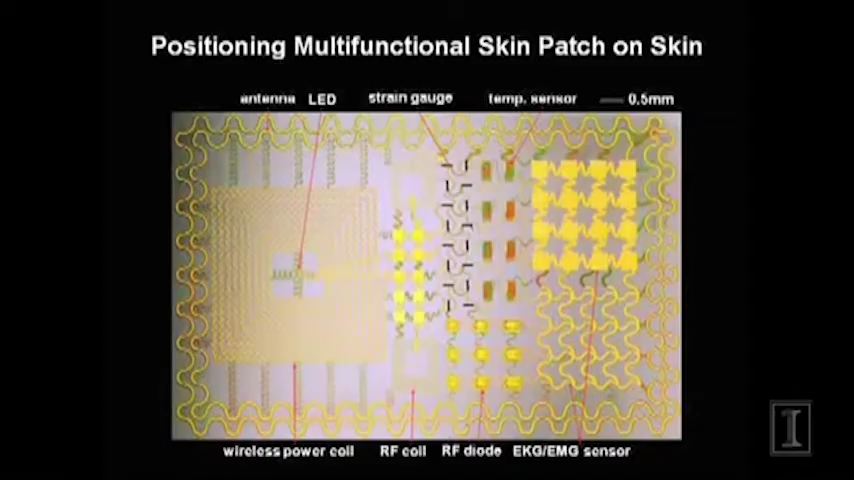 Positioning Multifunctional Skin Patch on Skin
antenna LED strain gauge temp. sensor 0.5mm
wireless power coil RF coil RF diode EKG/EMG sensor
I